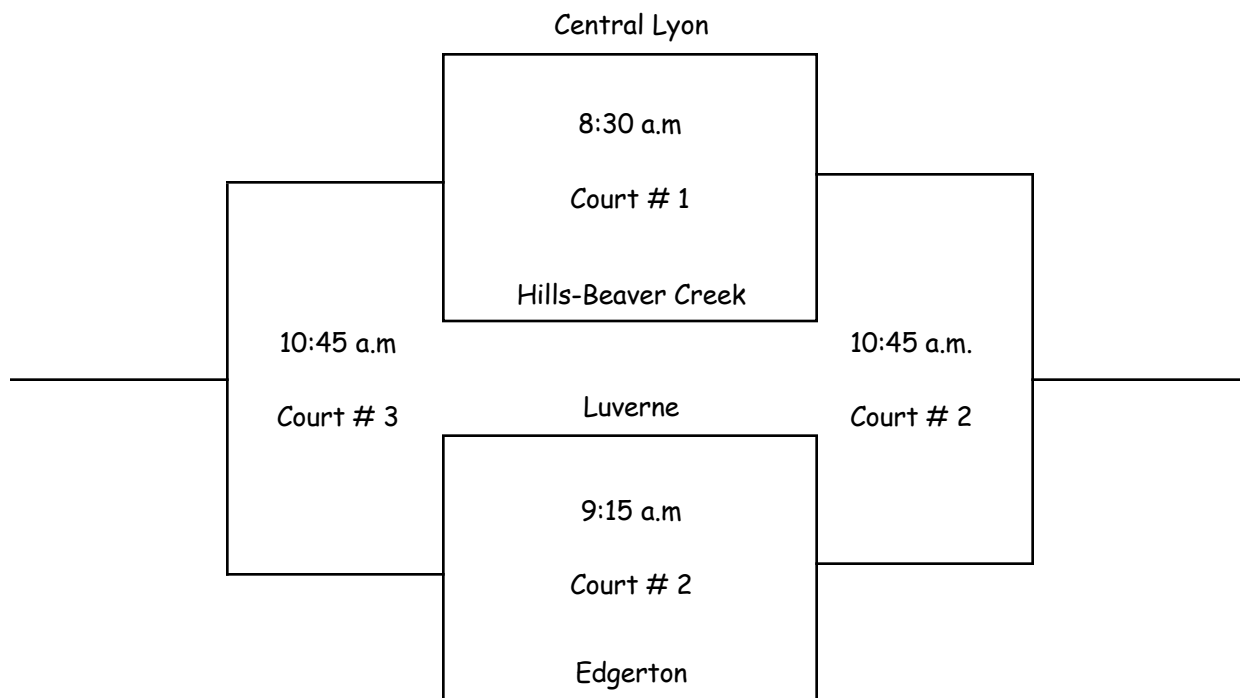 Central Lyon
8:30 a.m
Court # 1
Hills-Beaver Creek
10:45 a.m
10:45 a.m.
Court # 3
Court # 2
Luverne
9:15 a.m
Court # 2
Edgerton